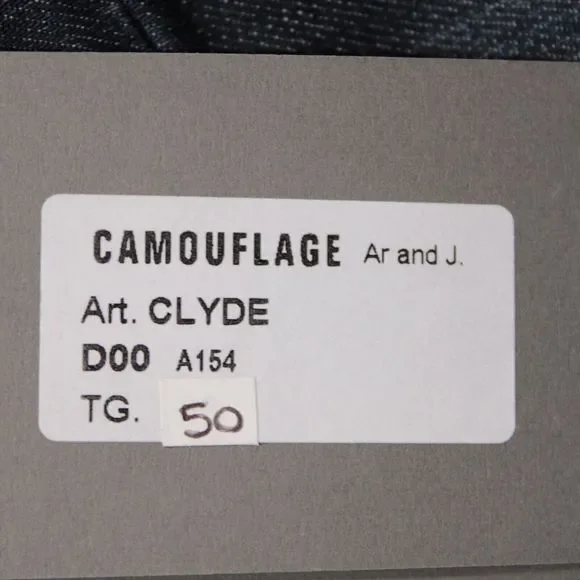 CAMOUFLAGE Ar and J.
Art. CLYDE
D00 A154
TG. 50